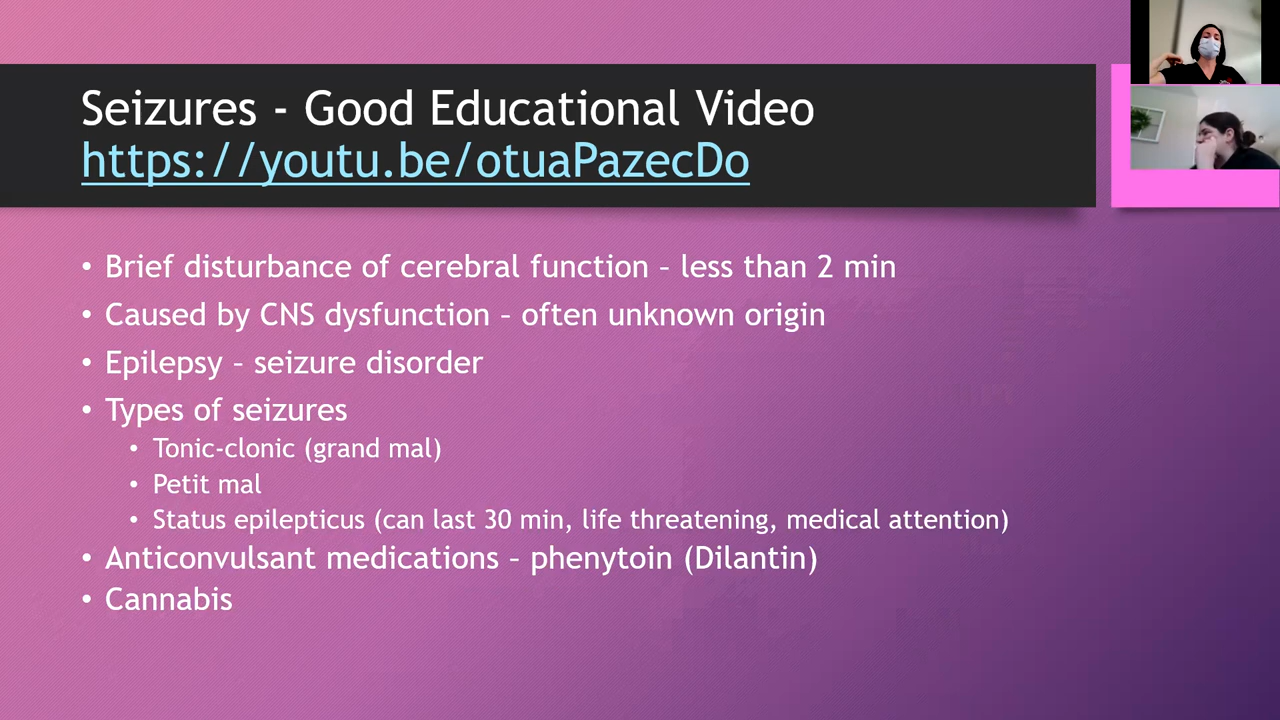 Seizures - Good Educational Video
https://youtu.be/otuaPazecDo
• Brief disturbance of cerebral function – less than 2 min
• Caused by CNS dysfunction – often unknown origin
• Epilepsy – seizure disorder
• Types of seizures
• Tonic-clonic (grand mal)
• Petit mal
• Status epilepticus (can last 30 min, life threatening, medical attention)
• Anticonvulsant medications – phenytoin (Dilantin)
• Cannabis